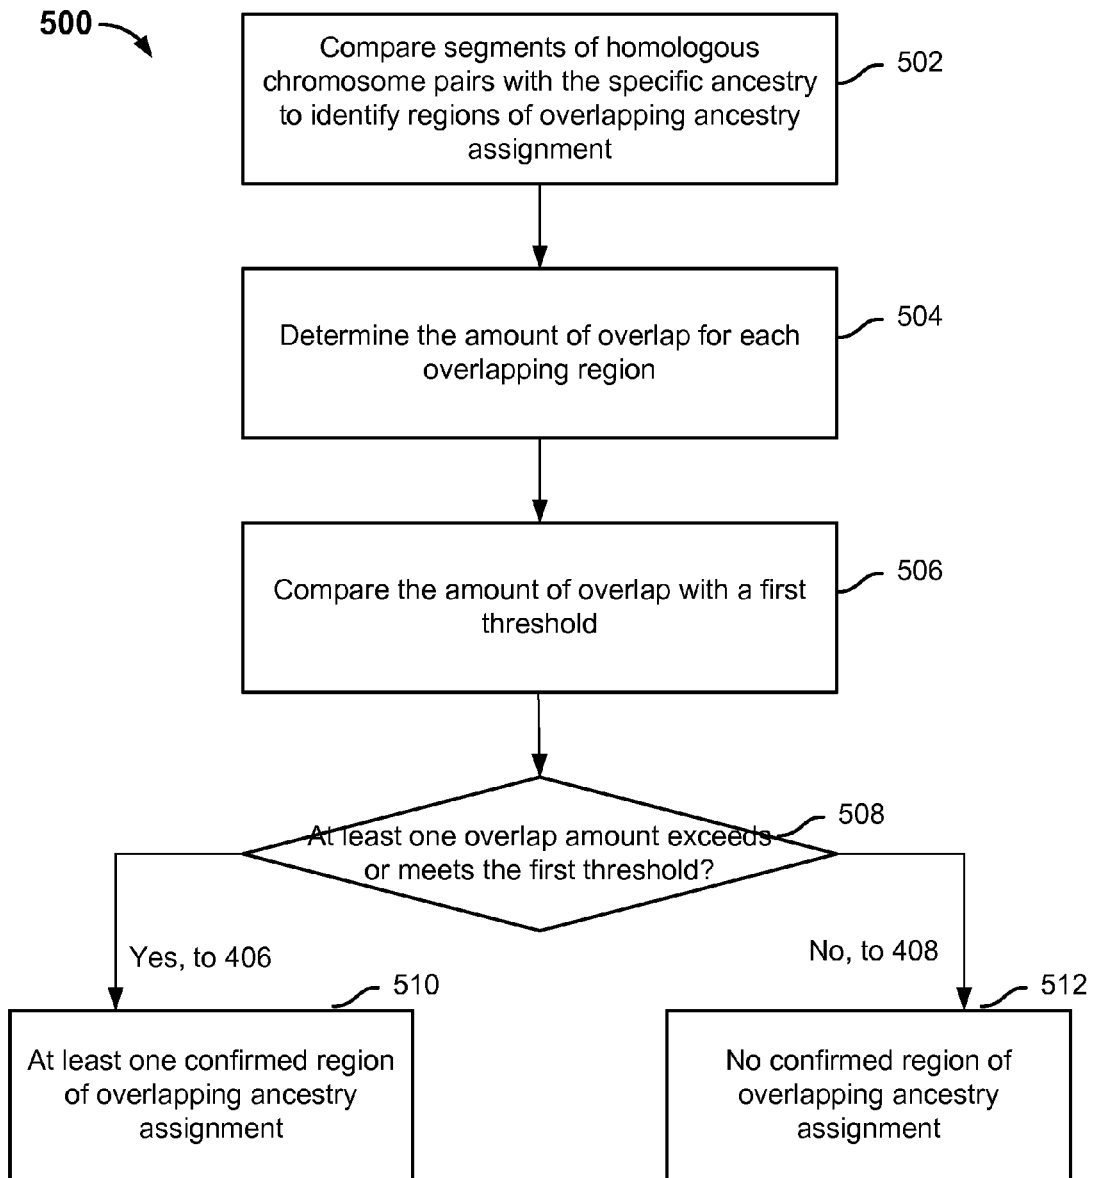 500
Compare segments of homologous
chromosome pairs with the specific ancestry
to identify regions of overlapping ancestry
assignment
502
Determine the amount of overlap for each
overlapping region
504
Compare the amount of overlap with a first
threshold
506
At least one overlap amount exceeds
or meets the first threshold?
508
Yes, to 406
No, to 408
510
At least one confirmed region
of overlapping ancestry
assignment
512
No confirmed region of
overlapping ancestry
assignment